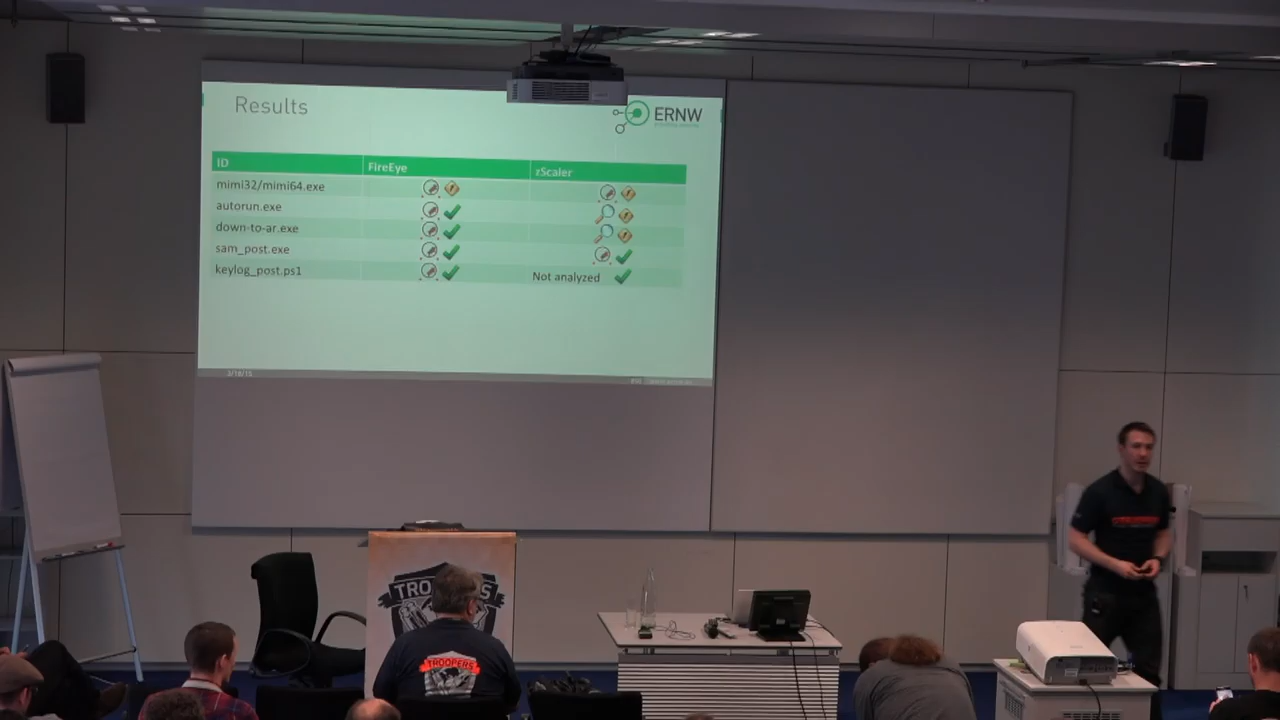 Results
ERNW
ID FireEye zScaler
mimi32/mimi64.exe
autorun.exe
down-to-ar.exe
sam_post.exe
keylog_post.ps1 Not analyzed
TROOPERS
TROOPERS